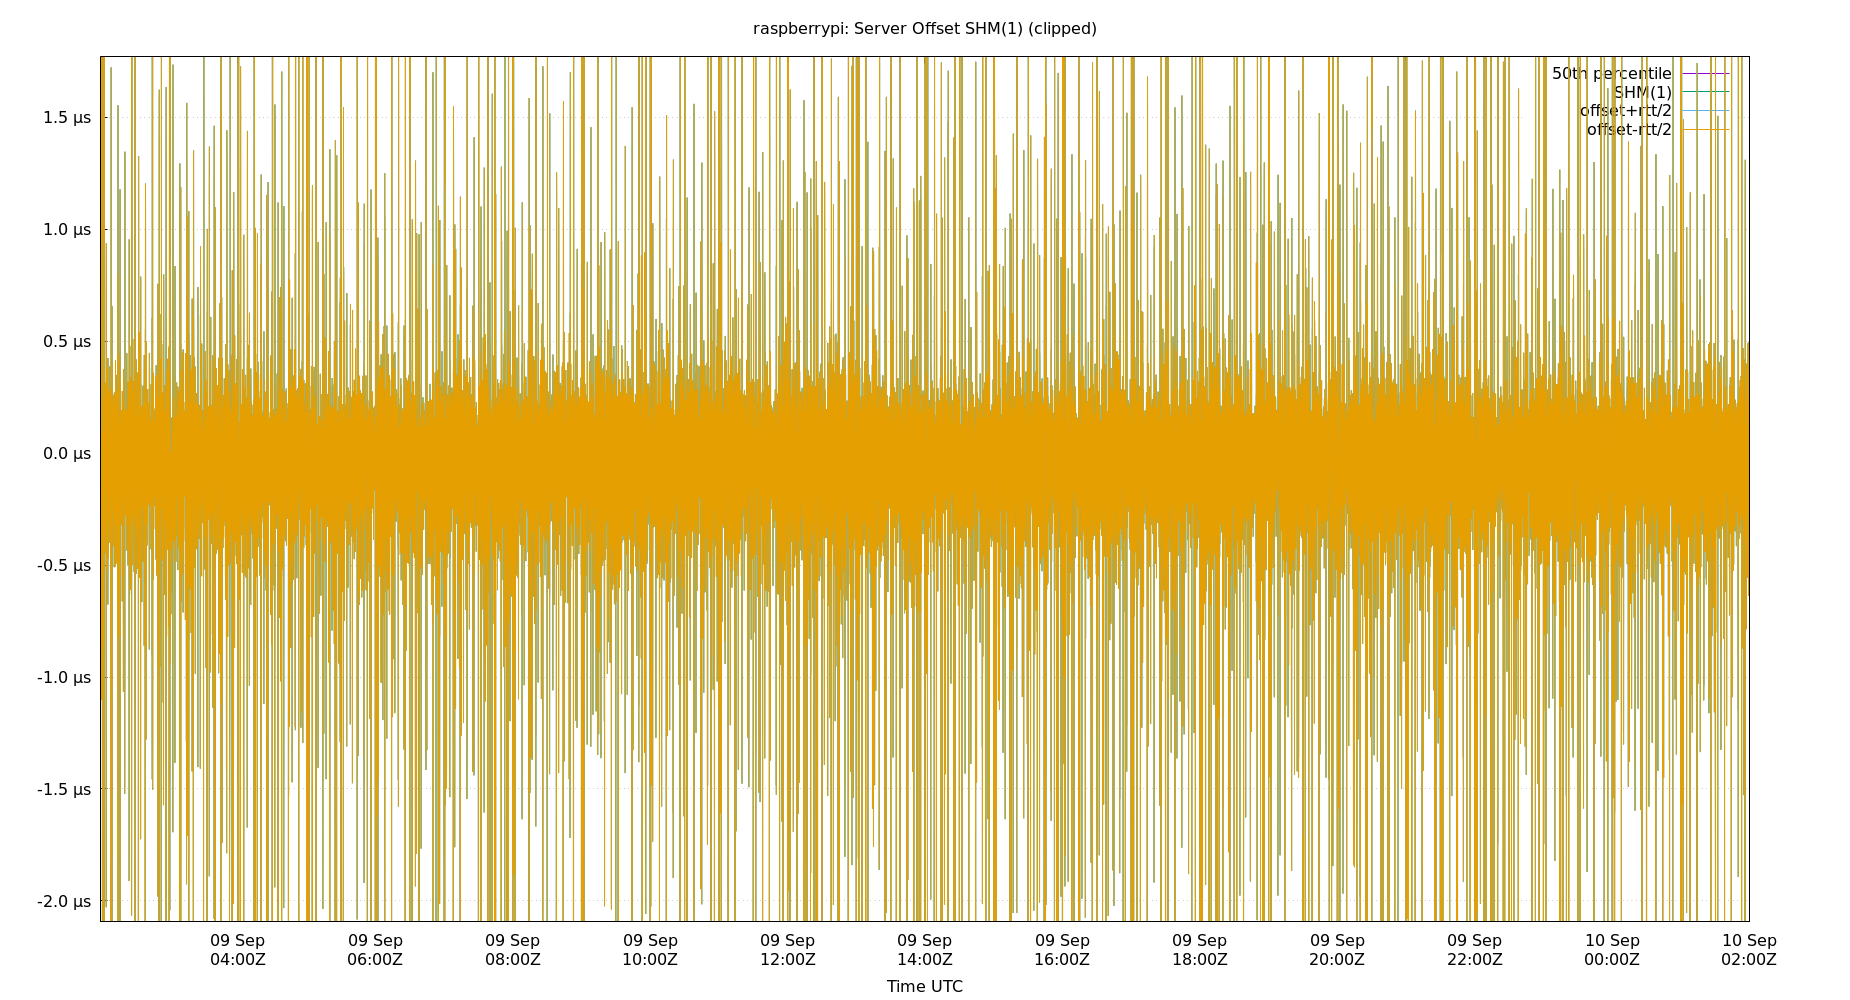 raspberrypi: Server Offset SHM(1) (clipped)
50th percentile
SHM(1)
offset+rtt/2
offset-rtt/2
1.5 µs
1.0 µs
0.5 µs
0.0 µs
-0.5 µs
-1.0 µs
-1.5 µs
-2.0 µs
09 Sep 09 Sep 09 Sep 09 Sep 09 Sep 09 Sep 09 Sep 09 Sep 09 Sep 09 Sep 10 Sep 10 Sep
04:00Z 06:00Z 08:00Z 10:00Z 12:00Z 14:00Z 16:00Z 18:00Z 20:00Z 22:00Z 00:00Z 02:00Z
Time UTC